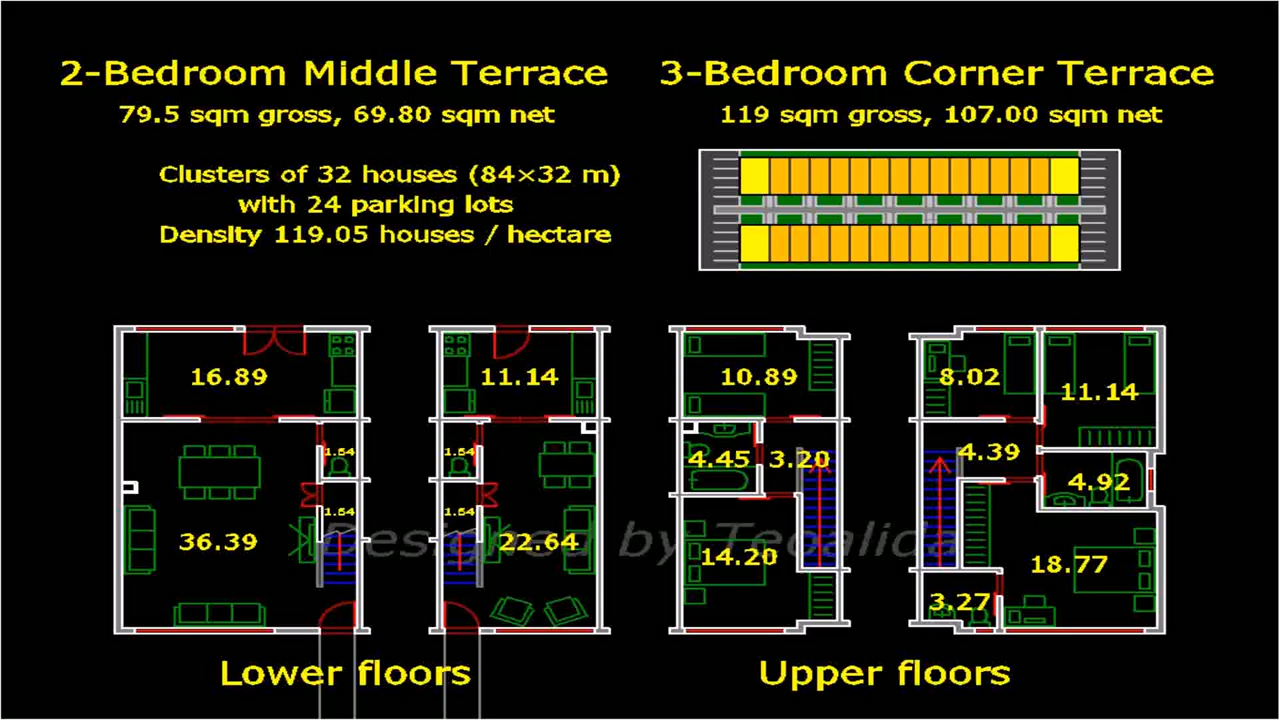 2-Bedroom Middle Terrace
79.5 sqm gross, 69.80 sqm net
3-Bedroom Corner Terrace
119 sqm gross, 107.00 sqm net
Clusters of 32 houses (84×32 m)
with 24 parking lots
Density 119.05 houses / hectare
16.89
11.14
10.89
8.02
11.14
1.54
1.54
4.45
3.20
4.39
4.92
1.54
1.54
36.39
22.64
14.20
18.77
3.27
Designed by Teoalida
Lower floors
Upper floors